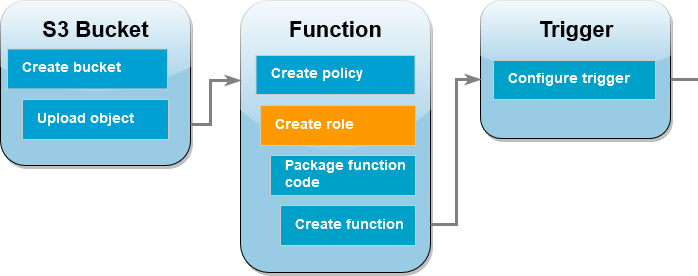 S3 Bucket
Create bucket
Upload object
Function
Create policy
Create role
Package function
code
Create function
Trigger
Configure trigger